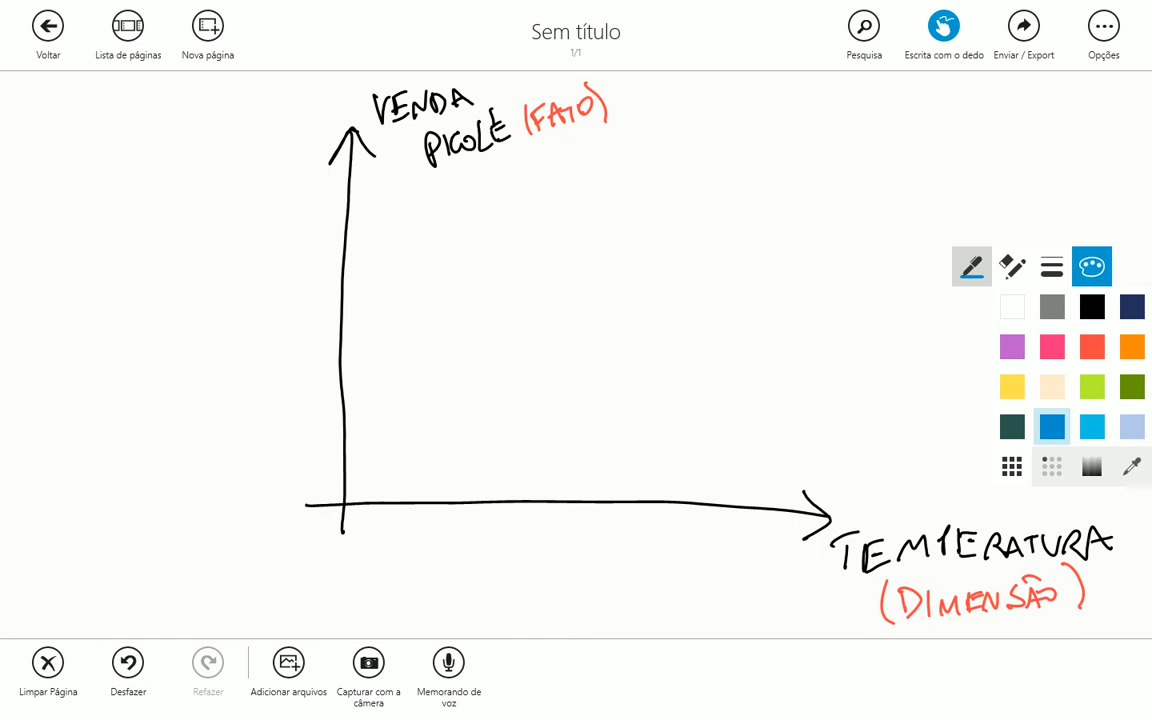 Voltar
Lista de páginas
Nova página
Sem título
1/1
Pesquisa
Escrita com o dedo
Enviar / Export
Opções
VENDA
PICOLÉ (FATO)
TEMPERATURA
(DIMENSÃO)
Limpar Página
Desfazer
Refazer
Adicionar arquivos
Capturar com a
câmera
Memorando de
voz